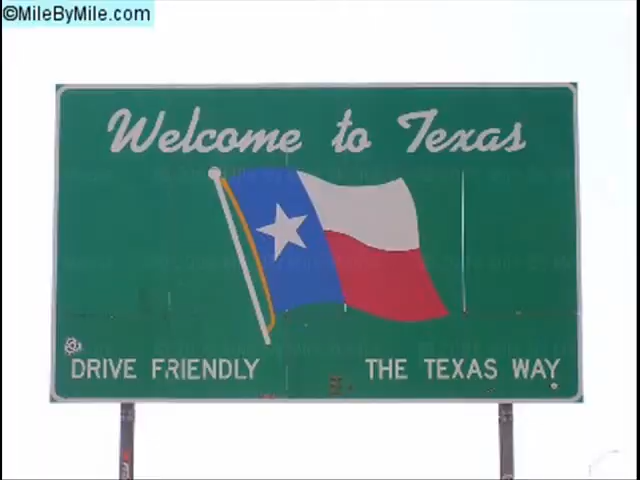 ©MileByMile.com
Welcome to Texas
DRIVE FRIENDLY THE TEXAS WAY